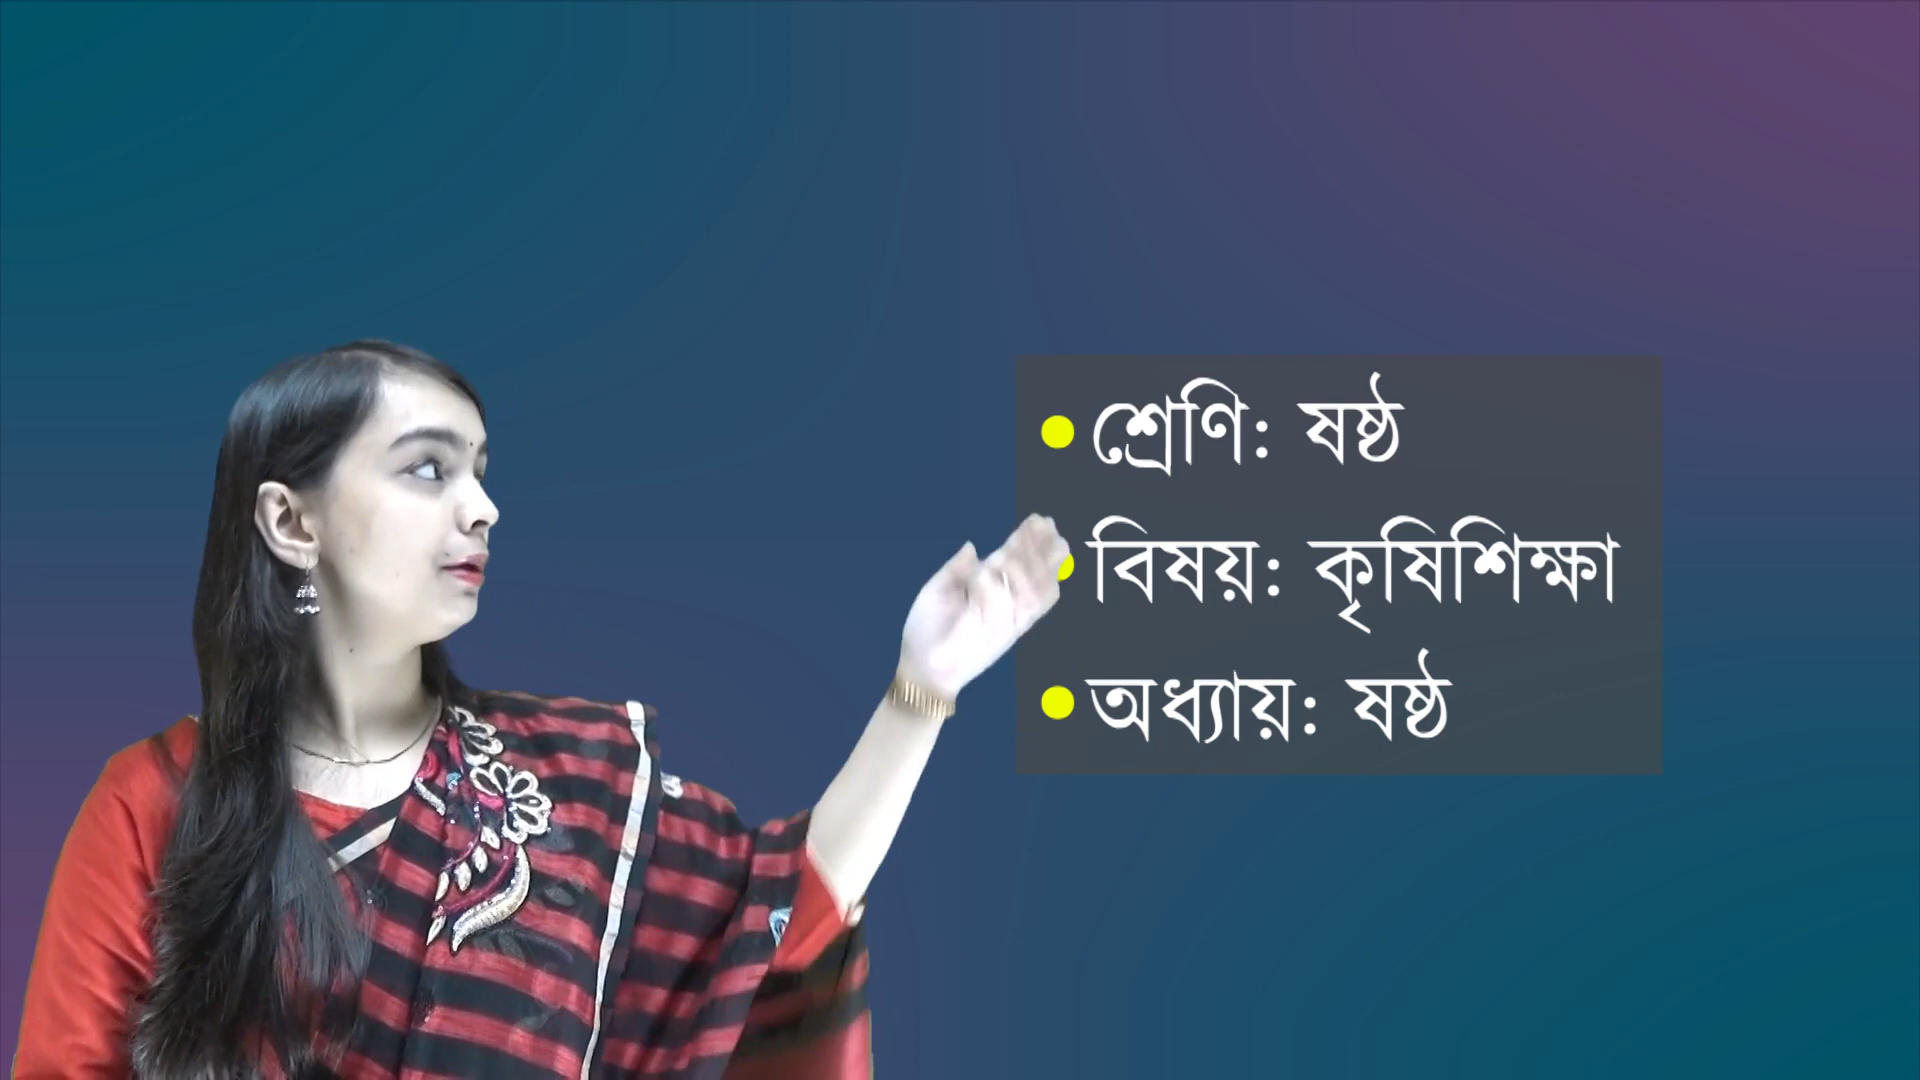 • শ্রেণি: ষষ্ঠ
• বিষয়: কৃষিশিক্ষা
• অধ্যায়: ষষ্ঠ